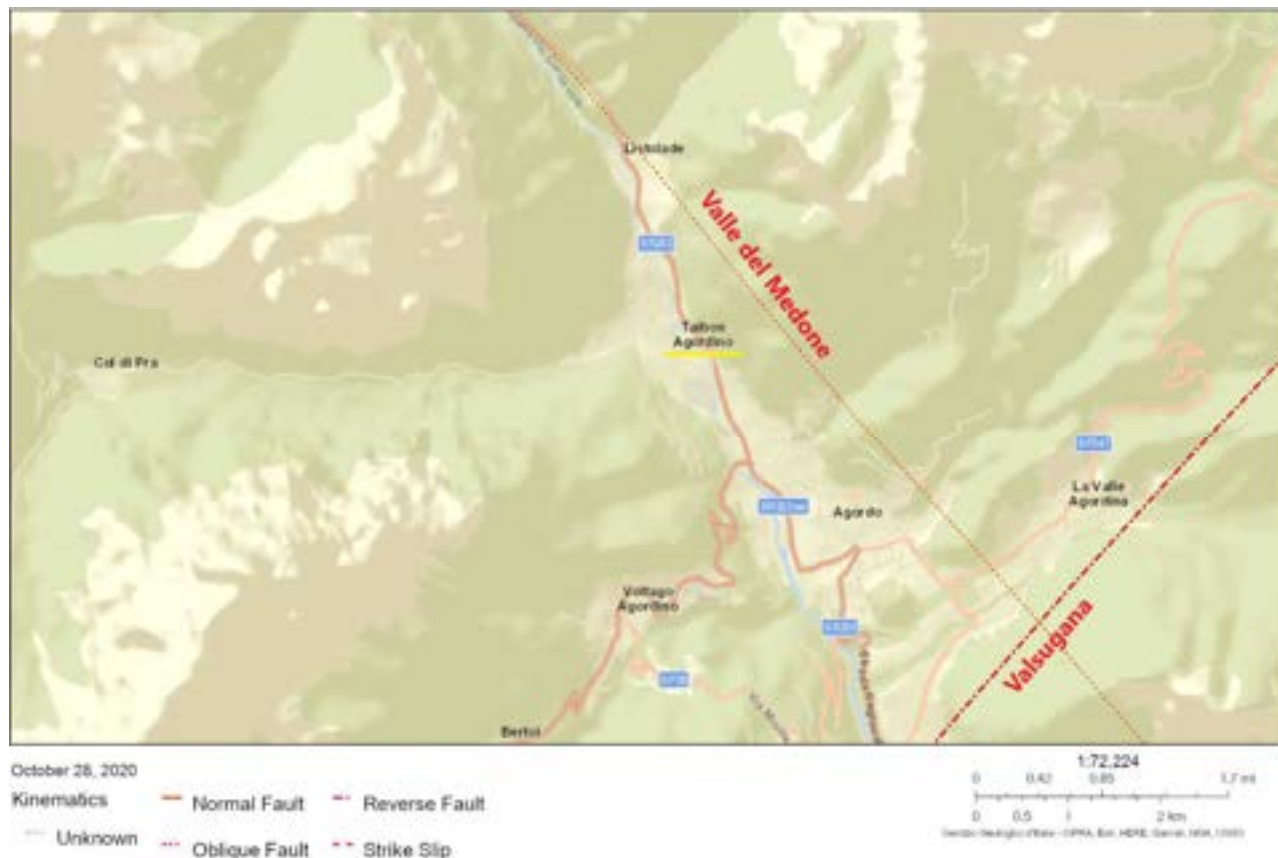 Listolade
Valle del Medone
Taibon
Agordino
Col di Pra
La Valle
Agordina
Agordo
Voltago
Agordino
Valsugana
Bertol
October 28, 2020
1:72,224
0 0.42 0.85 1.7 mi
0 0.5 1 2 km
Kinematics
Normal Fault
Reverse Fault
Unknown
Oblique Fault
Strike Slip